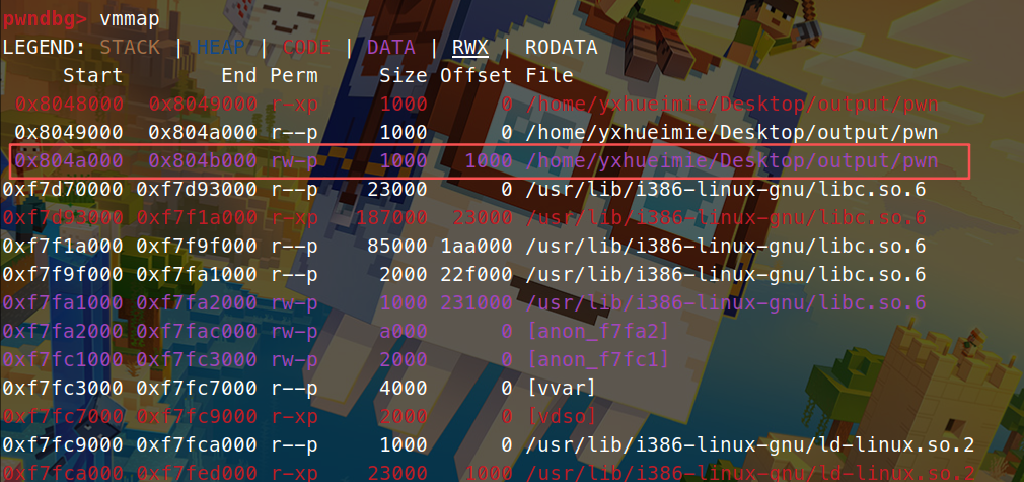 pwndbg> vmmap
LEGEND: STACK | HEAP | CODE | DATA | RWX | RODATA
     Start        End Perm     Size Offset File
 0x8048000  0x8049000 r-xp     1000      0 /home/yxhueimie/Desktop/output/pwn
 0x8049000  0x804a000 r--p     1000      0 /home/yxhueimie/Desktop/output/pwn
 0x804a000  0x804b000 rw-p     1000   1000 /home/yxhueimie/Desktop/output/pwn
0xf7d70000 0xf7d93000 r--p    23000      0 /usr/lib/i386-linux-gnu/libc.so.6
0xf7d93000 0xf7f1a000 r-xp   187000  23000 /usr/lib/i386-linux-gnu/libc.so.6
0xf7f1a000 0xf7f9f000 r--p    85000 1aa000 /usr/lib/i386-linux-gnu/libc.so.6
0xf7f9f000 0xf7fa1000 r--p     2000 22f000 /usr/lib/i386-linux-gnu/libc.so.6
0xf7fa1000 0xf7fa2000 rw-p     1000 231000 /usr/lib/i386-linux-gnu/libc.so.6
0xf7fa2000 0xf7fac000 rw-p     a000      0 [anon_f7fa2]
0xf7fc1000 0xf7fc3000 rw-p     2000      0 [anon_f7fc1]
0xf7fc3000 0xf7fc7000 r--p     4000      0 [vvar]
0xf7fc7000 0xf7fc9000 r-xp     2000      0 [vdso]
0xf7fc9000 0xf7fca000 r--p     1000      0 /usr/lib/i386-linux-gnu/ld-linux.so.2
0xf7fca000 0xf7fed000 r-xp    23000   1000 /usr/lib/i386-linux-gnu/ld-linux.so.2